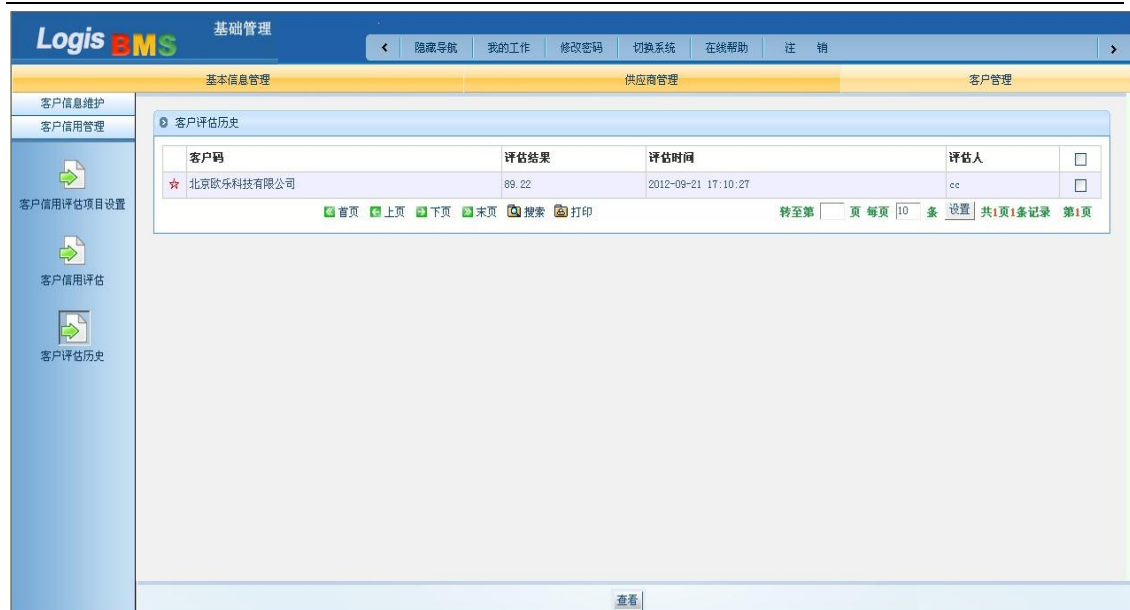 Logis BMS
基础管理
隐藏导航 我的工作 修改密码 切换系统 在线帮助 注 销
基本信息管理 供应商管理 客户管理
客户信息维护
客户信用管理
客户信用评估项目设置
客户信用评估
客户评估历史
客户评估历史
客户码 评估结果 评估时间 评估人
北京欧乐科技有限公司 89.22 2012-09-21 17:10:27 cc
首页 上页 下页 末页 搜索 打印 转至第 页 每页 10 条 设置 共1页1条记录 第1页
查看